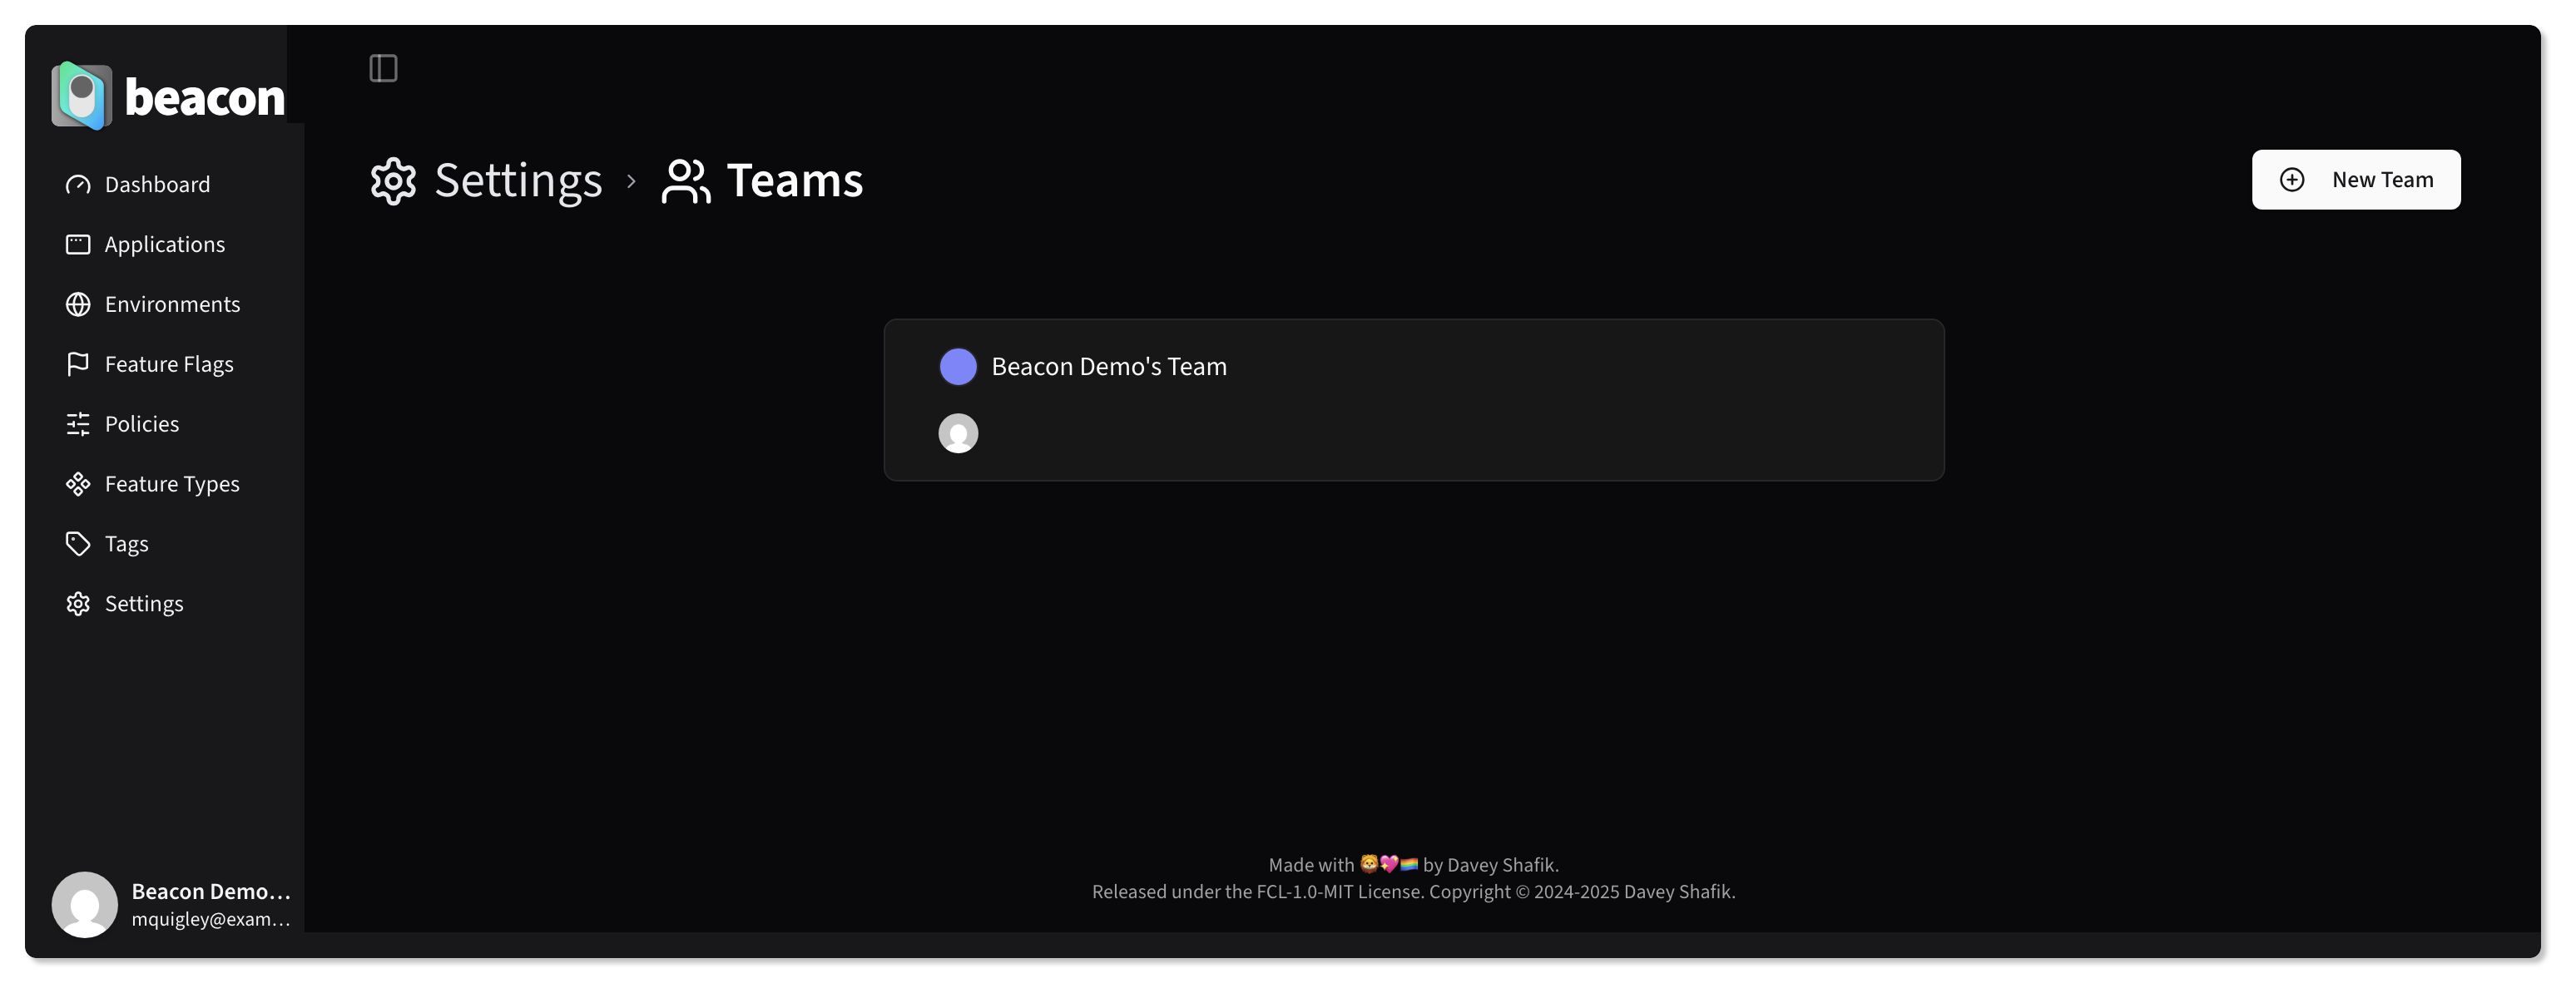 beacon
Dashboard
Applications
Environments
Feature Flags
Policies
Feature Types
Tags
Settings
Beacon Demo...
mquigley@exam...
Settings > Teams
New Team
Beacon Demo's Team
Made with 🦁💖🏳️‍🌈 by Davey Shafik.
Released under the FCL-1.0-MIT License. Copyright © 2024-2025 Davey Shafik.